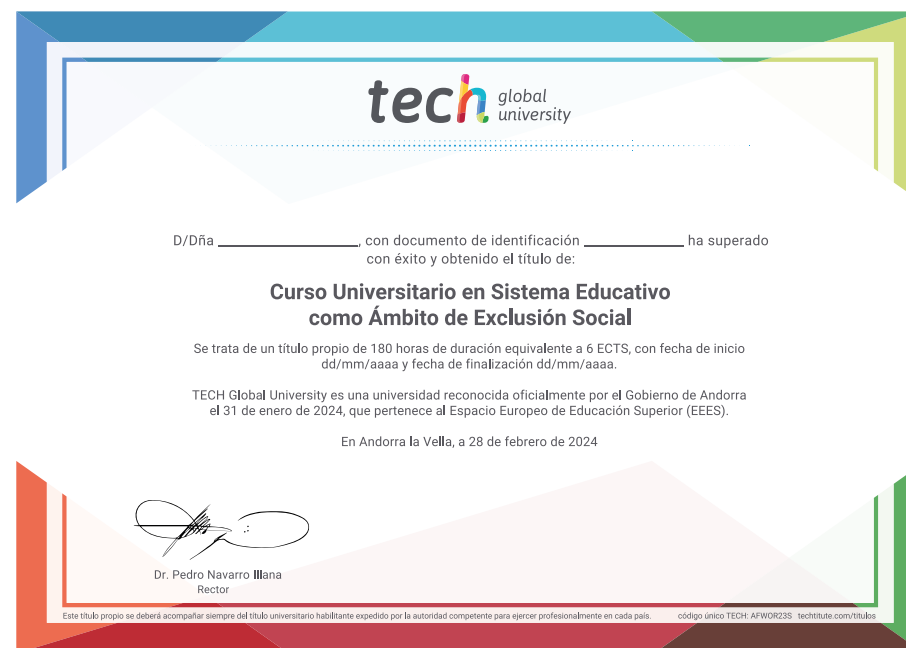 tech global university
D/Dña ____________________, con documento de identificación ______________ ha superado
con éxito y obtenido el título de:
Curso Universitario en Sistema Educativo
como Ámbito de Exclusión Social
Se trata de un título propio de 180 horas de duración equivalente a 6 ECTS, con fecha de inicio
dd/mm/aaaa y fecha de finalización dd/mm/aaaa.
TECH Global University es una universidad reconocida oficialmente por el Gobierno de Andorra
el 31 de enero de 2024, que pertenece al Espacio Europeo de Educación Superior (EEES).
En Andorra la Vella, a 28 de febrero de 2024
Dr. Pedro Navarro Illana
Rector
Este título propio se deberá acompañar siempre del título universitario habilitante expedido por la autoridad competente para ejercer profesionalmente en cada país. código único TECH: AFWOR23S techtitute.com/titulos